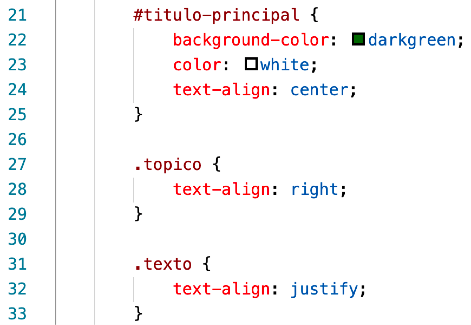 21 #titulo-principal {
22 background-color: darkgreen;
23 color: white;
24 text-align: center;
25 }
26
27 .topico {
28 text-align: right;
29 }
30
31 .texto {
32 text-align: justify;
33 }